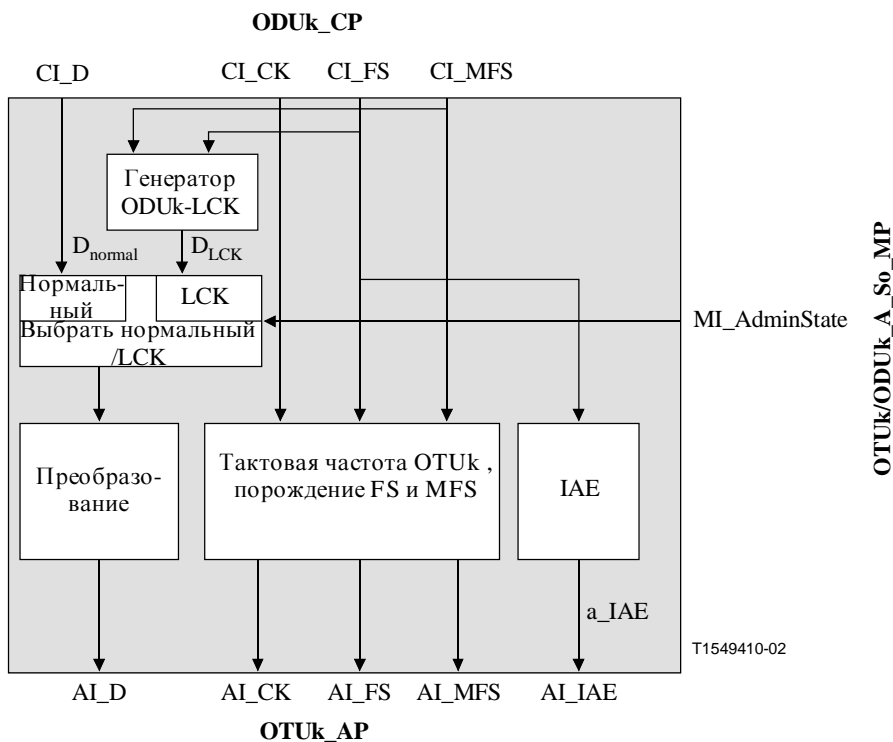 ODUk_CP
CI_D
CI_CK
CI_FS
CI_MFS
Генератор
ODUk-LCK
Dnormal
DLCK
Нормаль-
ный
LCK
Выбрать нормальный
/LCK
MI_AdminState
OTUk/ODUk_A_So_MP
Преобразо-
вание
Тактовая частота OTUk ,
порождение FS и MFS
IAE
a_IAE
T1549410-02
AI_D
AI_CK
AI_FS
AI_MFS
AI_IAE
OTUk_AP